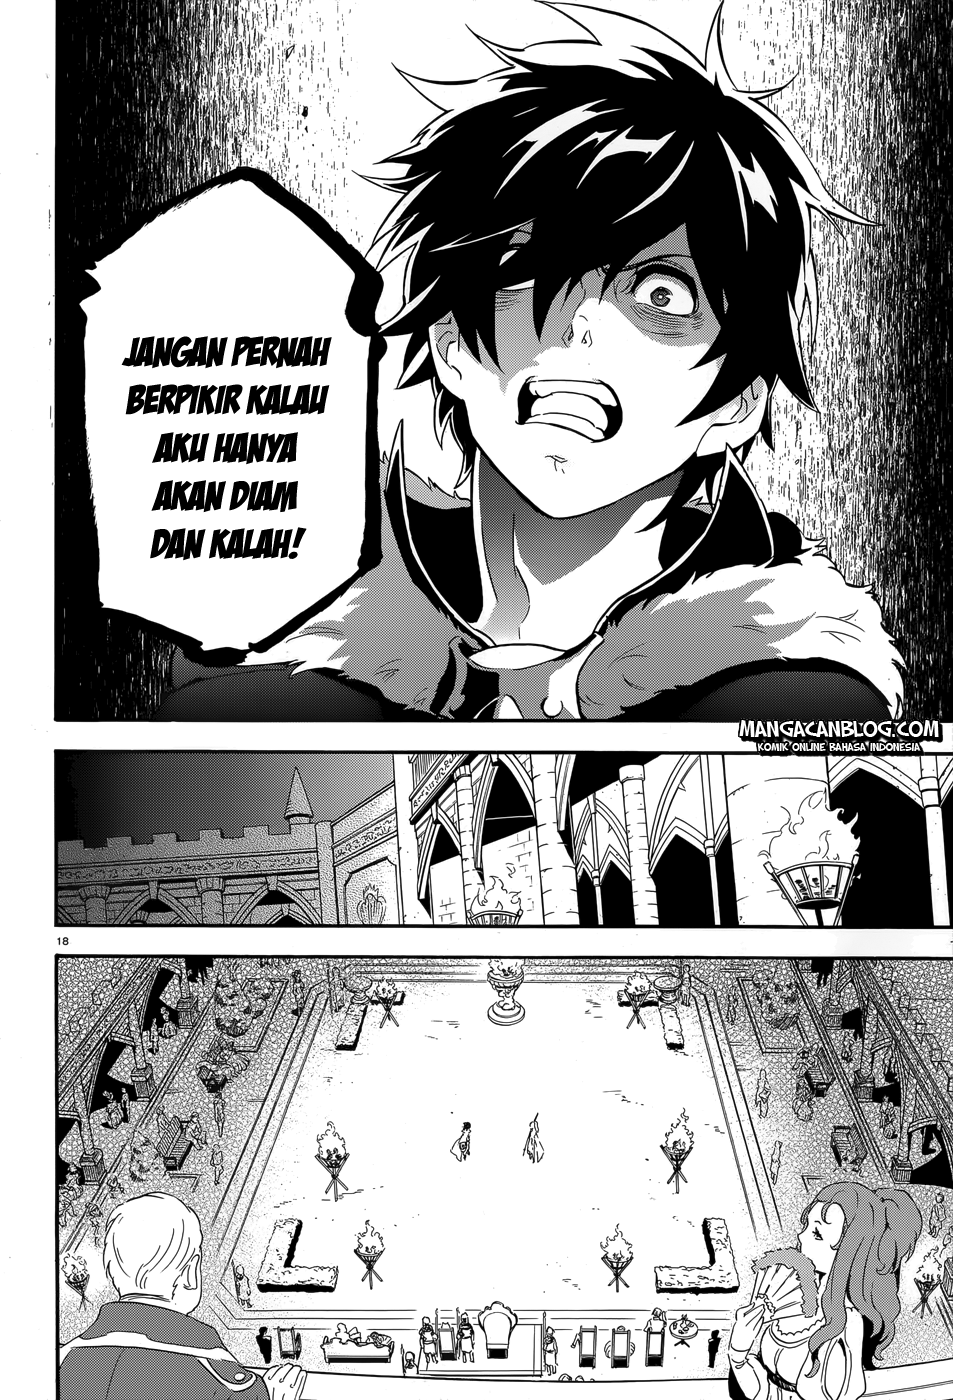 JANGAN PERNAH
BERPIKIR KALAU
AKU HANYA
AKAN DIAM
DAN KALAH!
MANGACANBLOG.COM
KOMIK ONLINE BAHASA INDONESIA
18